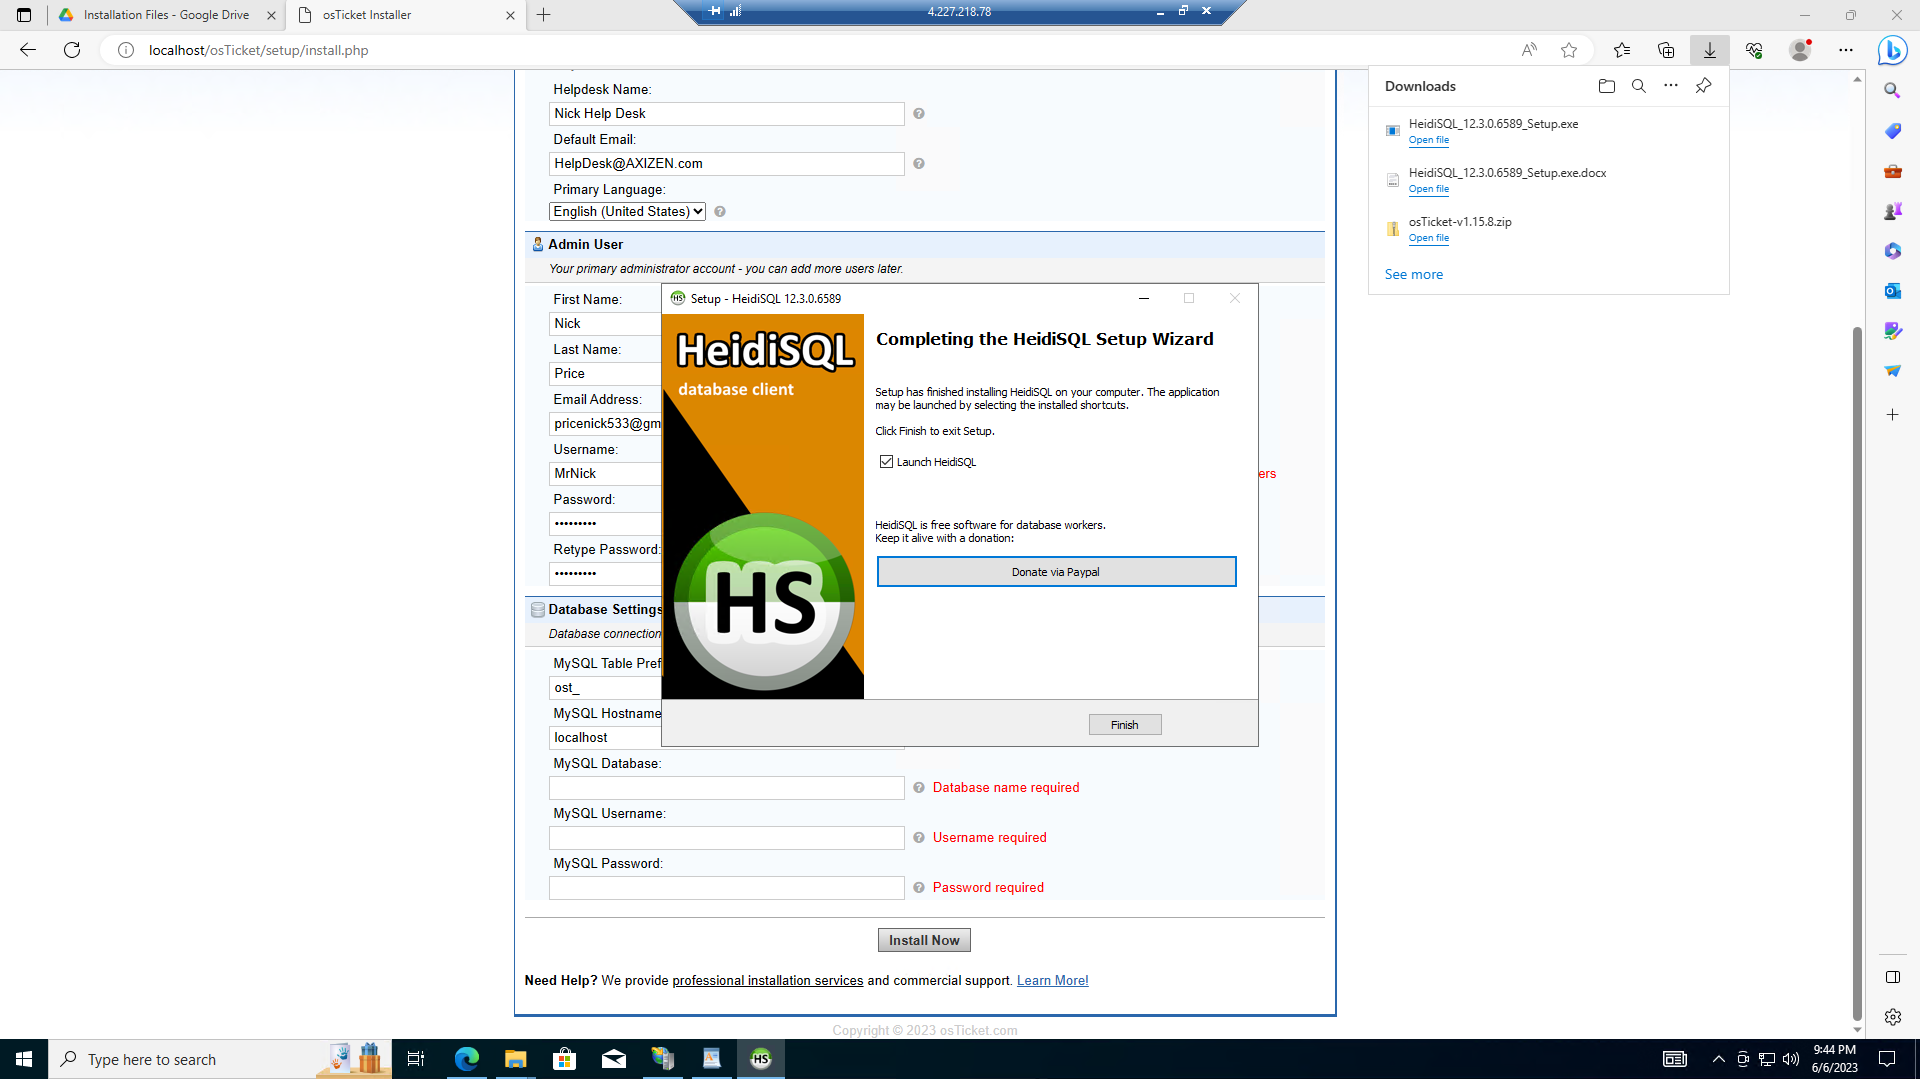 Installation Files - Google Drive
osTicket Installer
4.227.218.78
localhost/osTicket/setup/install.php
Downloads
HeidiSQL_12.3.0.6589_Setup.exe
Open file
HeidiSQL_12.3.0.6589_Setup.exe.docx
Open file
osTicket-v1.15.8.zip
Open file
See more
Helpdesk Name:
Nick Help Desk
Default Email:
HelpDesk@AXIZEN.com
Primary Language:
English (United States)
Admin User
Your primary administrator account - you can add more users later.
First Name:
Nick
Last Name:
Price
Email Address:
pricenick533@gm
Username:
MrNick
ers
Password:
•••••••••
Retype Password:
•••••••••
Database Settings
Database connection
MySQL Table Pref
ost_
MySQL Hostname
localhost
MySQL Database:
Database name required
MySQL Username:
Username required
MySQL Password:
Password required
Install Now
Need Help? We provide professional installation services and commercial support. Learn More!
Copyright © 2023 osTicket.com
Setup - HeidiSQL 12.3.0.6589
HeidiSQL
database client
HS
Completing the HeidiSQL Setup Wizard
Setup has finished installing HeidiSQL on your computer. The application
may be launched by selecting the installed shortcuts.
Click Finish to exit Setup.
Launch HeidiSQL
HeidiSQL is free software for database workers.
Keep it alive with a donation:
Donate via Paypal
Finish
Type here to search
HS
9:44 PM
6/6/2023